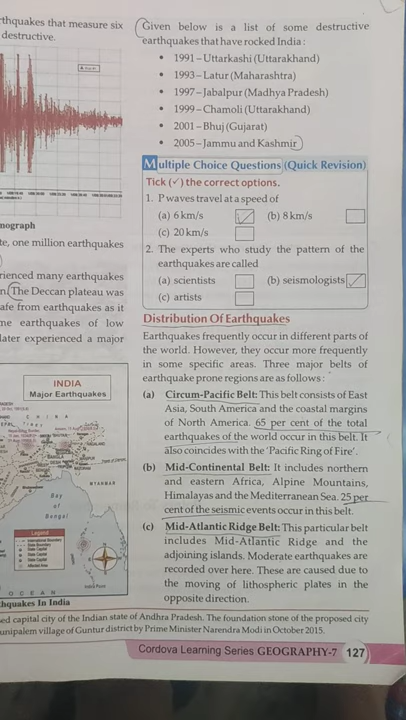 rthquakes that measure six
destructive.
nograph
te, one million earthquakes
rienced many earthquakes
n. The Deccan plateau was
afe from earthquakes as it
ne earthquakes of low
later experienced a major
INDIA
Major Earthquakes
C H I N A
MYANMAR
Bay
of
Bengal
Legend
International Boundary
State Boundary
State Capital
Indira Point
O C E A N
thquakes In India
Given below is a list of some destructive
earthquakes that have rocked India :
• 1991 – Uttarkashi (Uttarakhand)
• 1993 – Latur (Maharashtra)
• 1997 – Jabalpur (Madhya Pradesh)
• 1999 – Chamoli (Uttarakhand)
• 2001 – Bhuj (Gujarat)
• 2005 – Jammu and Kashmir
Multiple Choice Questions (Quick Revision)
Tick (✓) the correct options.
1. P waves travel at a speed of
(a) 6 km/s (b) 8 km/s
(c) 20 km/s
2. The experts who study the pattern of the
earthquakes are called
(a) scientists (b) seismologists
(c) artists
Distribution Of Earthquakes
Earthquakes frequently occur in different parts of
the world. However, they occur more frequently
in some specific areas. Three major belts of
earthquake prone regions are as follows :
(a) Circum-Pacific Belt: This belt consists of East
Asia, South America and the coastal margins
of North America. 65 per cent of the total
earthquakes of the world occur in this belt. It
also coincides with the 'Pacific Ring of Fire'.
(b) Mid-Continental Belt: It includes northern
and eastern Africa, Alpine Mountains,
Himalayas and the Mediterranean Sea. 25 per
cent of the seismic events occur in this belt.
(c) Mid-Atlantic Ridge Belt: This particular belt
includes Mid-Atlantic Ridge and the
adjoining islands. Moderate earthquakes are
recorded over here. These are caused due to
the moving of lithospheric plates in the
opposite direction.
sed capital city of the Indian state of Andhra Pradesh. The foundation stone of the proposed city
unipalem village of Guntur district by Prime Minister Narendra Modi in October 2015.
Cordova Learning Series GEOGRAPHY-7 127